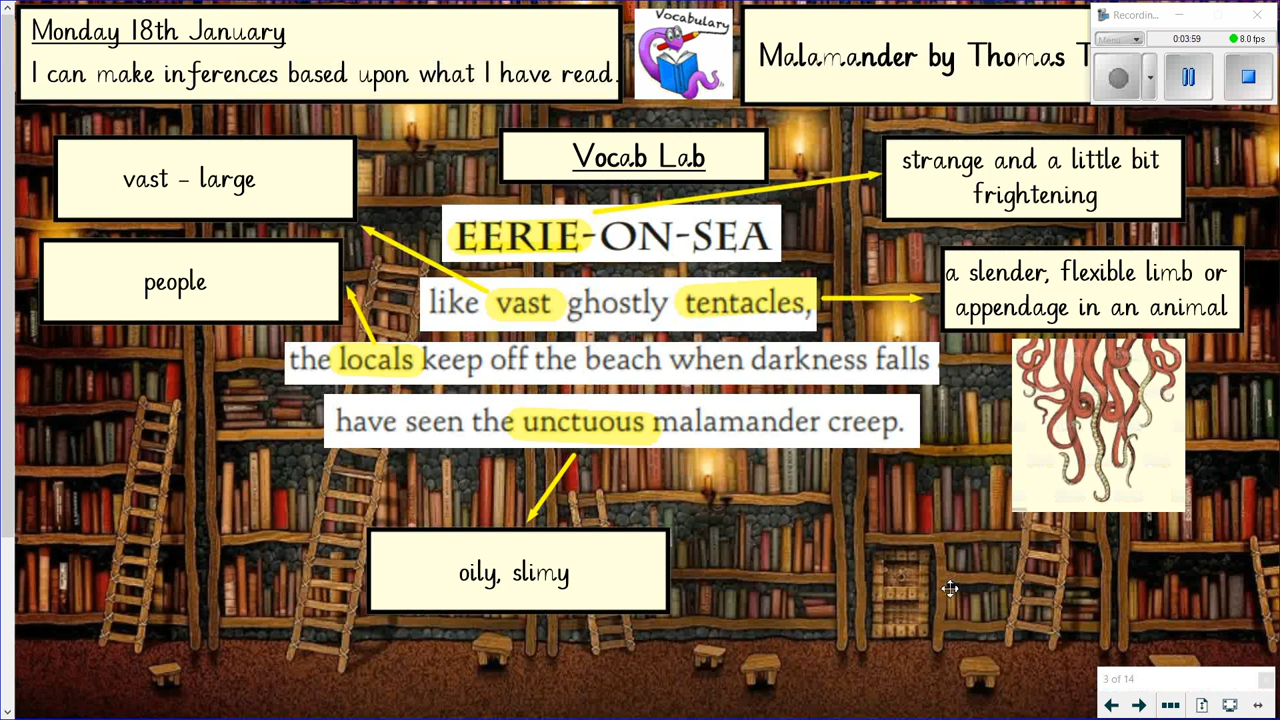 Monday 18th January
I can make inferences based upon what I have read.
Vocabulary
Malamander by Thomas T
Recordin...
Menu
00:03:59
8.0 fps
vast - large
Vocab Lab
strange and a little bit
frightening
EERIE-ON-SEA
people
a slender, flexible limb or
appendage in an animal
like vast ghostly tentacles,
the locals keep off the beach when darkness falls
have seen the unctuous malamander creep.
oily, slimy
3 of 14